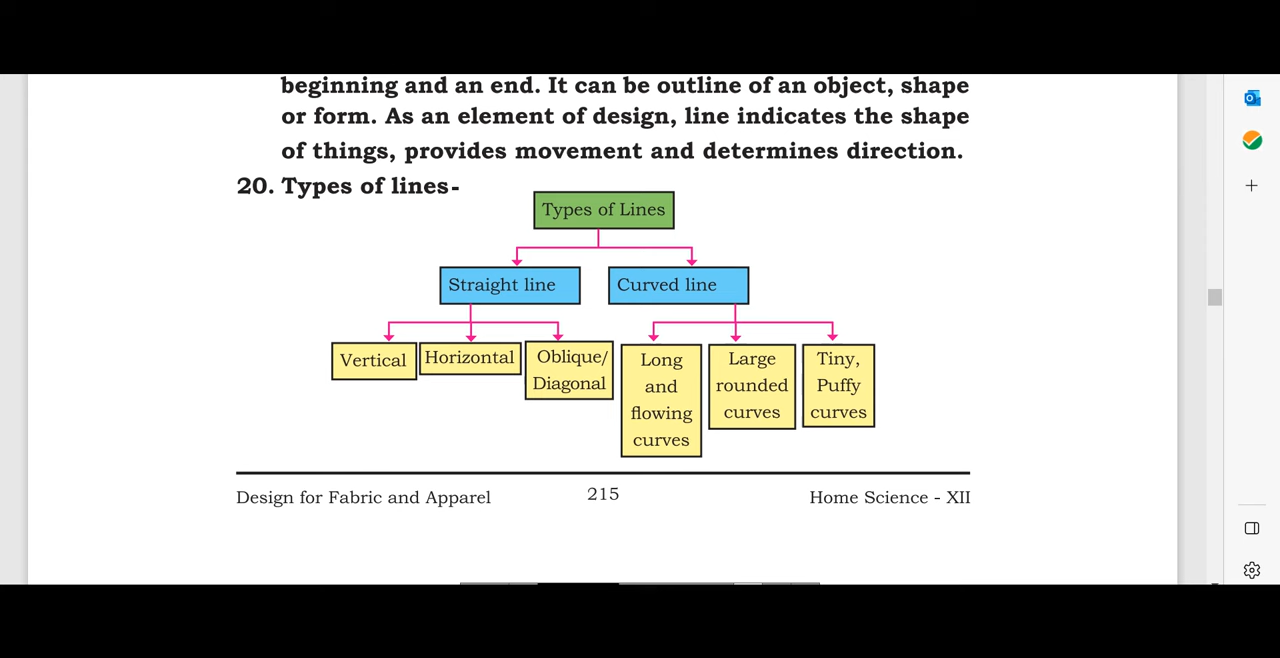 beginning and an end. It can be outline of an object, shape
or form. As an element of design, line indicates the shape
of things, provides movement and determines direction.
20. Types of lines-
Types of Lines
Straight line
Curved line
Vertical
Horizontal
Oblique/
Diagonal
Long
and
flowing
curves
Large
rounded
curves
Tiny,
Puffy
curves
Design for Fabric and Apparel 215 Home Science - XII